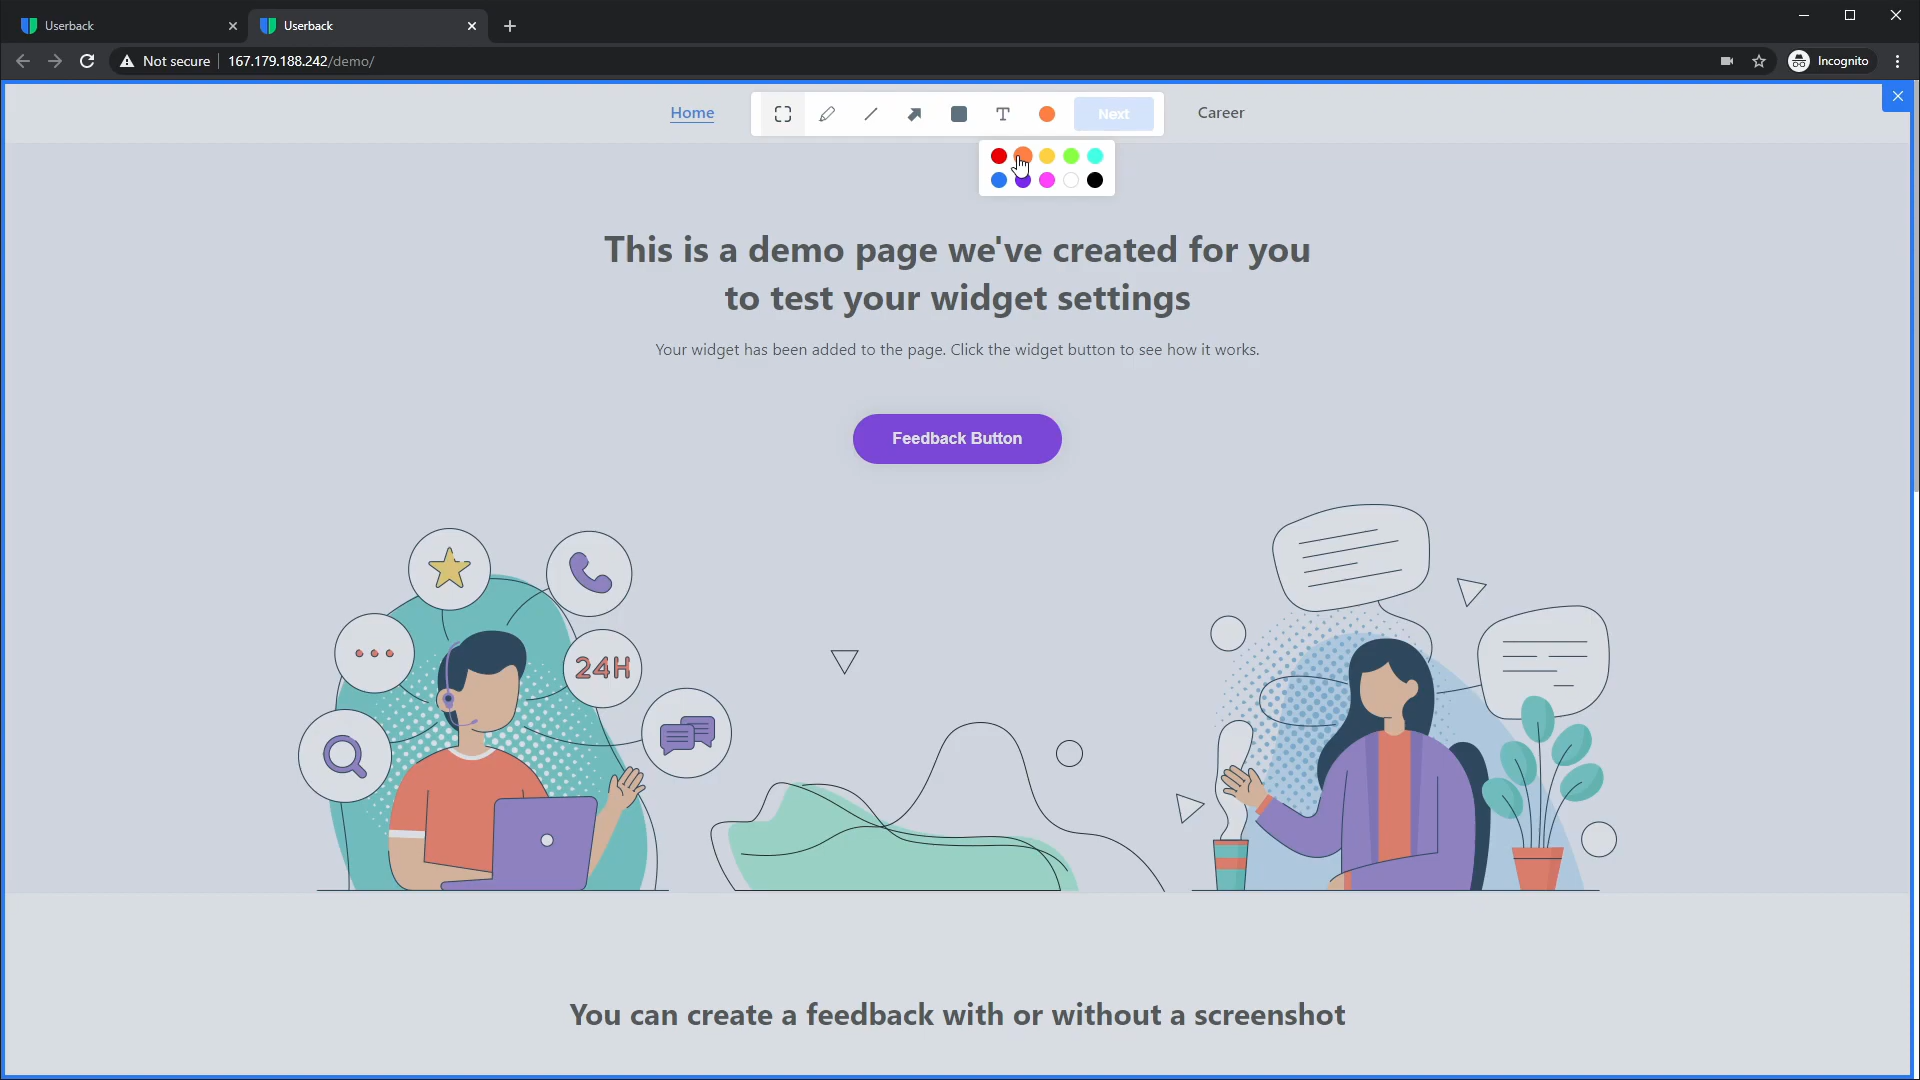 Userback
Userback
Not secure
167.179.188.242/demo/
Incognito
Home
T
Next
Career
This is a demo page we've created for you
to test your widget settings
Your widget has been added to the page. Click the widget button to see how it works.
Feedback Button
24H
You can create a feedback with or without a screenshot